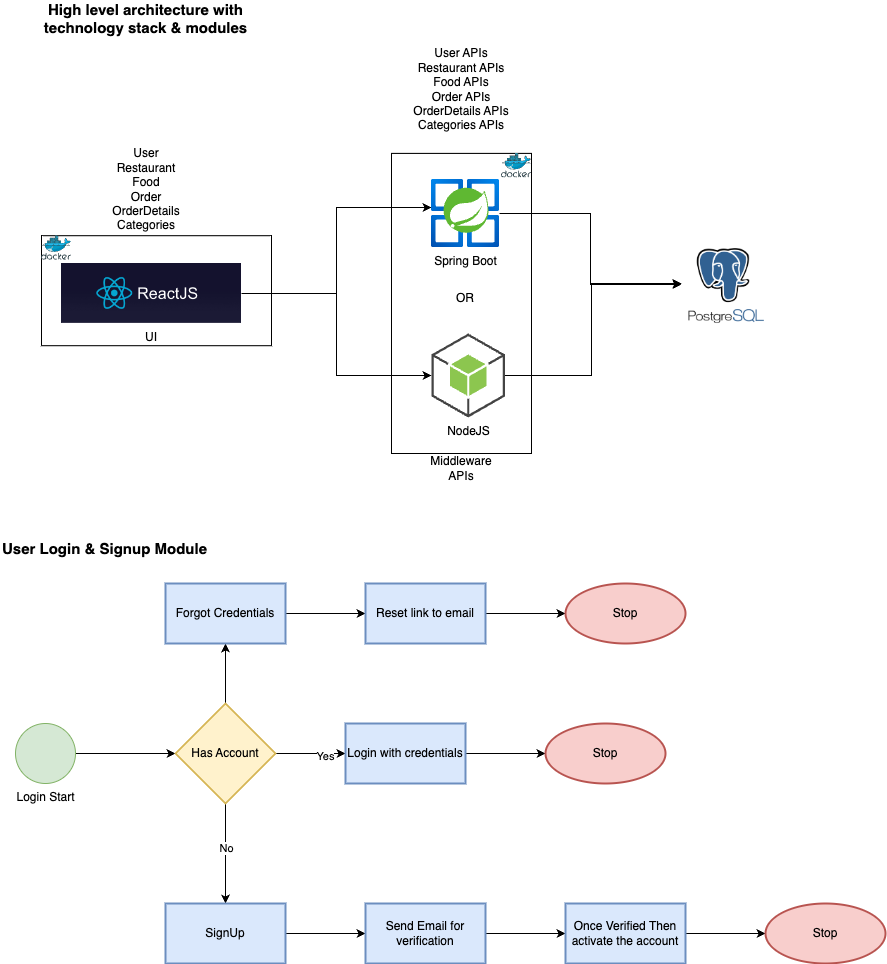 High level architecture with
technology stack & modules
User APIs
Restaurant APIs
Food APIs
Order APIs
OrderDetails APIs
Categories APIs
User
Restaurant
Food
Order
OrderDetails
Categories
docker
docker
ReactJS
UI
Spring Boot
OR
NodeJS
Middleware
APIs
PostgreSQL
User Login & Signup Module
Forgot Credentials
Reset link to email
Stop
Login Start
Has Account
Yes
Login with credentials
Stop
No
SignUp
Send Email for
verification
Once Verified Then
activate the account
Stop